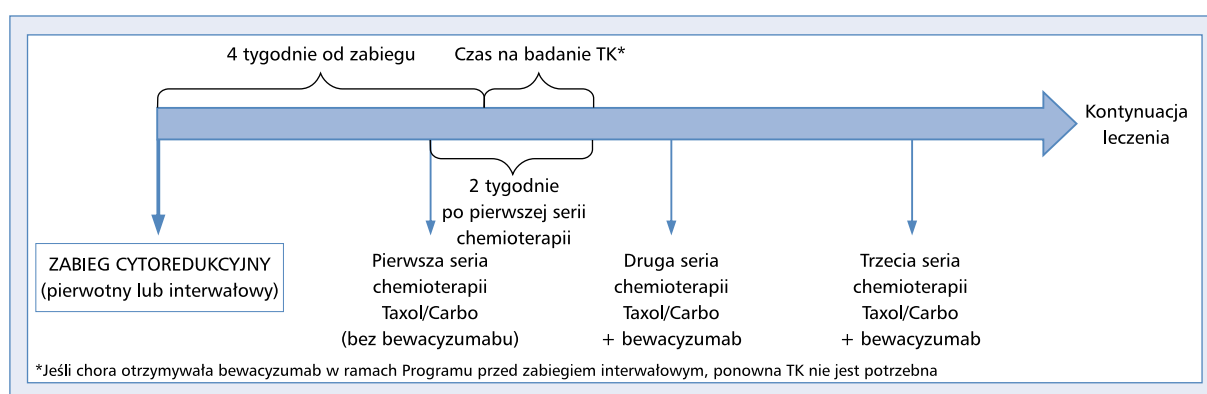 4 tygodnie od zabiegu
Czas na badanie TK*
Kontynuacja
leczenia
2 tygodnie
po pierwszej serii
chemioterapii
ZABIEG CYTOREDUKCYJNY
(pierwotny lub interwałowy)
Pierwsza seria
chemioterapii
Taxol/Carbo
(bez bewacyzumabu)
Druga seria
chemioterapii
Taxol/Carbo
+ bewacyzumab
Trzecia seria
chemioterapii
Taxol/Carbo
+ bewacyzumab
*Jeśli chora otrzymywała bewacyzumab w ramach Programu przed zabiegiem interwałowym, ponowna TK nie jest potrzebna